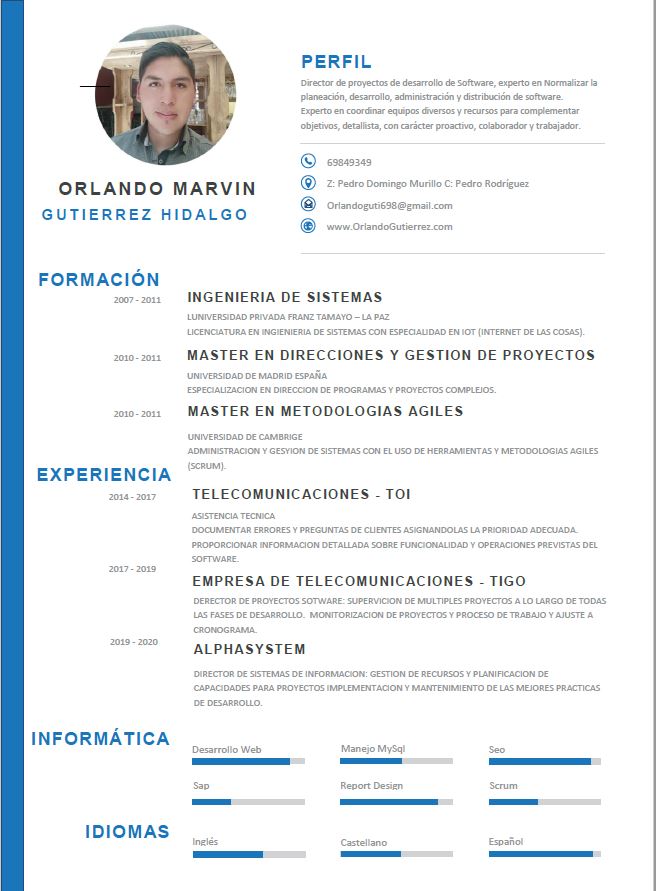 ORLANDO MARVIN
GUTIERREZ HIDALGO
PERFIL
Director de proyectos de desarrollo de Software, experto en Normalizar la
planeación, desarrollo, administración y distribución de software.
Experto en coordinar equipos diversos y recursos para complementar
objetivos, detallista, con carácter proactivo, colaborador y trabajador.
69849349
Z: Pedro Domingo Murillo C: Pedro Rodríguez
Orlandoguti698@gmail.com
www.OrlandoGutierrez.com
FORMACIÓN
2007 - 2011
INGENIERIA DE SISTEMAS
LUNIVERSIDAD PRIVADA FRANZ TAMAYO – LA PAZ
LICENCIATURA EN INGIENIERIA DE SISTEMAS CON ESPECIALIDAD EN IOT (INTERNET DE LAS COSAS).
2010 - 2011
MASTER EN DIRECCIONES Y GESTION DE PROYECTOS
UNIVERSIDAD DE MADRID ESPAÑA
ESPECIALIZACION EN DIRECCION DE PROGRAMAS Y PROYECTOS COMPLEJOS.
2010 - 2011
MASTER EN METODOLOGIAS AGILES
UNIVERSIDAD DE CAMBRIGE
ADMINISTRACION Y GESYION DE SISTEMAS CON EL USO DE HERRAMIENTAS Y METODOLOGIAS AGILES
(SCRUM).
EXPERIENCIA
2014 - 2017
TELECOMUNICACIONES - TOI
ASISTENCIA TECNICA
DOCUMENTAR ERRORES Y PREGUNTAS DE CLIENTES ASIGNANDOLAS LA PRIORIDAD ADECUADA.
PROPORCIONAR INFORMACION DETALLADA SOBRE FUNCIONALIDAD Y OPERACIONES PREVISTAS DEL
SOFTWARE.
2017 - 2019
EMPRESA DE TELECOMUNICACIONES - TIGO
DERECTOR DE PROYECTOS SOTWARE: SUPERVICION DE MULTIPLES PROYECTOS A LO LARGO DE TODAS
LAS FASES DE DESARROLLO. MONITORIZACION DE PROYECTOS Y PROCESO DE TRABAJO Y AJUSTE A
CRONOGRAMA.
2019 - 2020
ALPHASYSTEM
DIRECTOR DE SISTEMAS DE INFORMACION: GESTION DE RECURSOS Y PLANIFICACION DE
CAPACIDADES PARA PROYECTOS IMPLEMENTACION Y MANTENIMIENTO DE LAS MEJORES PRACTICAS
DE DESARROLLO.
INFORMÁTICA
Desarrollo Web
Manejo MySql
Seo
Sap
Report Design
Scrum
IDIOMAS
Inglés
Castellano
Español